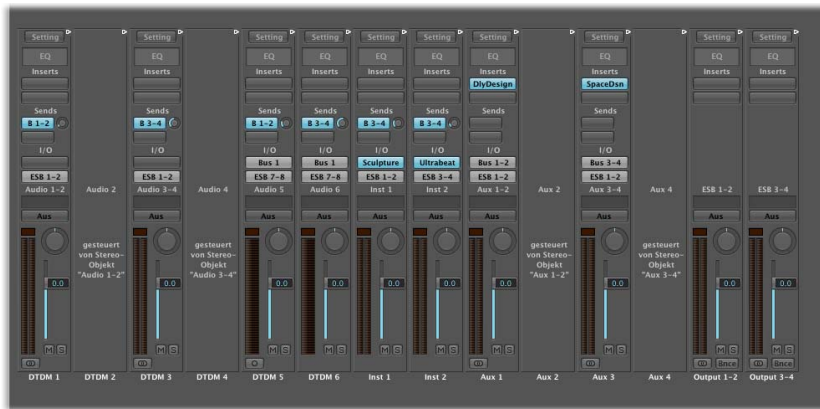 Setting Setting Setting Setting Setting Setting Setting Setting Setting Setting
EQ EQ EQ EQ EQ EQ EQ EQ EQ EQ
Inserts Inserts Inserts Inserts Inserts Inserts Inserts Inserts Inserts Inserts
DlyDesign SpaceDsn
Sends Sends Sends Sends Sends Sends Sends Sends
B 1-2 B 3-4 B 1-2 B 3-4 B 3-4 B 3-4
I/O I/O I/O I/O I/O I/O I/O I/O
Bus 1 Bus 1 Sculpture Ultrabeat Bus 1-2 Bus 3-4
ESB 1-2 ESB 1-2 ESB 7-8 ESB 7-8 ESB 1-2 ESB 3-4 ESB 1-2 ESB 1-2
Audio 1-2 Audio 2 Audio 3-4 Audio 4 Audio 5 Audio 6 Inst 1 Inst 2 Aux 1-2 Aux 2 Aux 3-4 Aux 4 ESB 1-2 ESB 3-4
Aus Aus Aus Aus Aus Aus Aus Aus Aus Aus
gesteuert gesteuert gesteuert gesteuert
von Stereo- von Stereo- von Stereo- von Stereo-
Objekt Objekt Objekt Objekt
"Audio 1-2" "Audio 3-4" "Aux 1-2" "Aux 3-4"
0.0 0.0 0.0 0.0 0.0 0.0 0.0 0.0 0.0 0.0
M S M S M S M S M S M S M S M S M S M S
Bnce Bnce
DTDM 1 DTDM 2 DTDM 3 DTDM 4 DTDM 5 DTDM 6 Inst 1 Inst 2 Aux 1 Aux 2 Aux 3 Aux 4 Output 1-2 Output 3-4